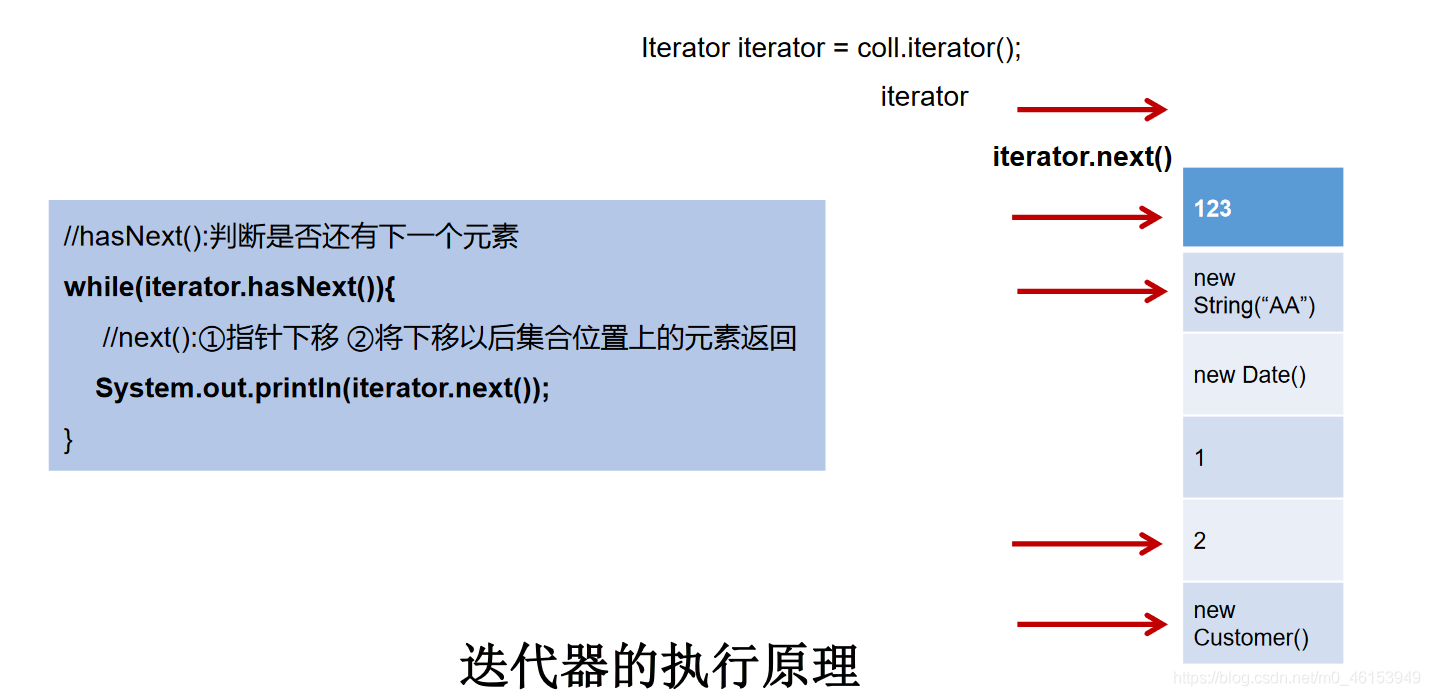 Iterator iterator = coll.iterator();
iterator
iterator.next()
//hasNext():判断是否还有下一个元素
while(iterator.hasNext()){
//next():①指针下移 ②将下移以后集合位置上的元素返回
System.out.println(iterator.next());
}
123
new
String(“AA”)
new Date()
1
2
new
Customer()
迭代器的执行原理
https://blog.csdn.net/m0_46153949